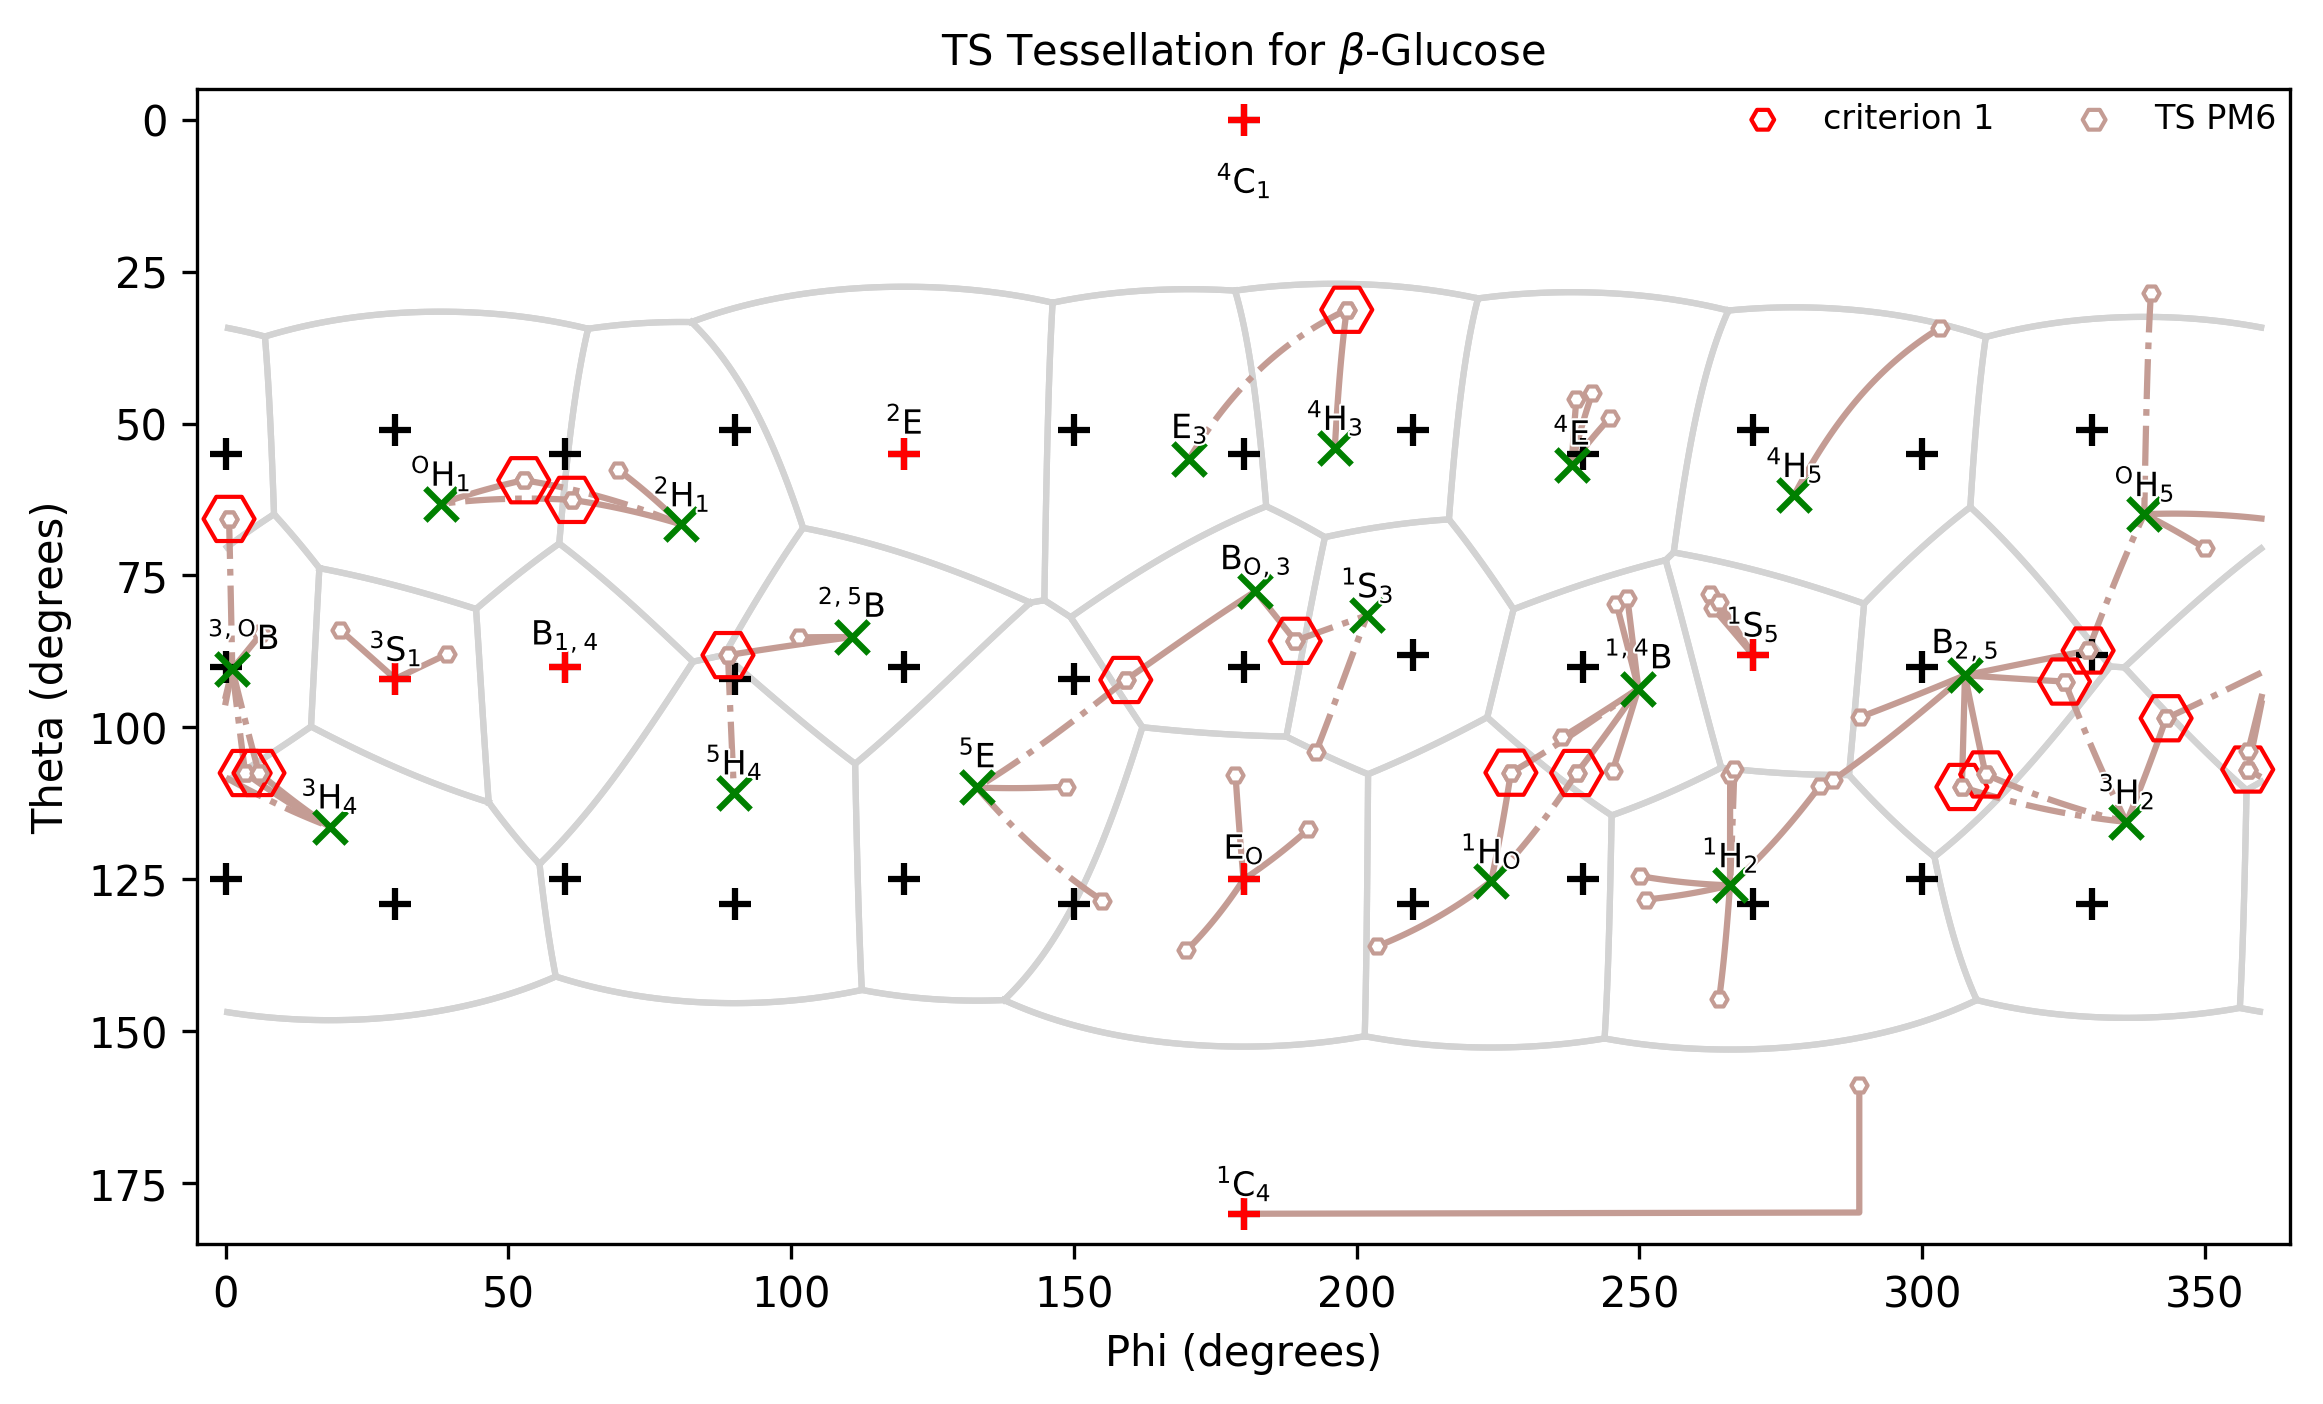 TS Tessellation for β-Glucose
criterion 1 TS PM6
⁴C₁
²E
E₃ ⁴H₃ ⁴E
ᴼH₁ ²H₁ ⁴H₅ ᴼH₅
Bₒ,₃ ¹S₃
²,⁵B
³,ᴼB ³S₁ B₁,₄ ¹S₅ ¹,⁴B B₂,₅
⁵H₄ ⁵E
³H₄ ³H₂
Eₒ ¹Hₒ ¹H₂
¹C₄
0
25
50
75
100
125
150
175
Theta (degrees)
0 50 100 150 200 250 300 350
Phi (degrees)